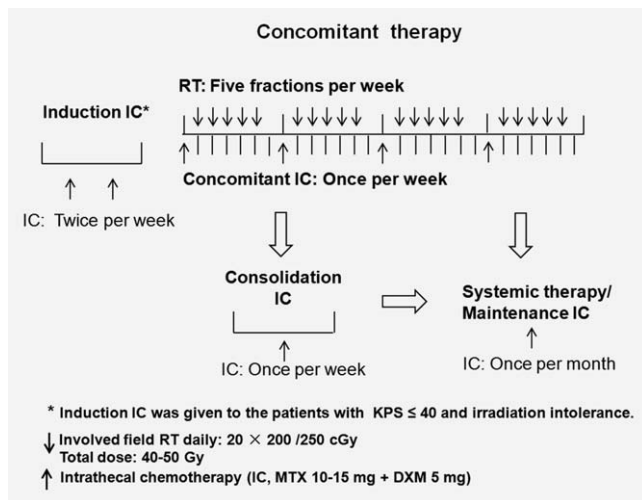 Concomitant therapy
RT: Five fractions per week
Induction IC*
Concomitant IC: Once per week
IC: Twice per week
Consolidation
IC
Systemic therapy/
Maintenance IC
IC: Once per week
IC: Once per month
* Induction IC was given to the patients with KPS ≤ 40 and irradiation intolerance.
↓ Involved field RT daily: 20 × 200 /250 cGy
Total dose: 40-50 Gy
↑ Intrathecal chemotherapy (IC, MTX 10-15 mg + DXM 5 mg)